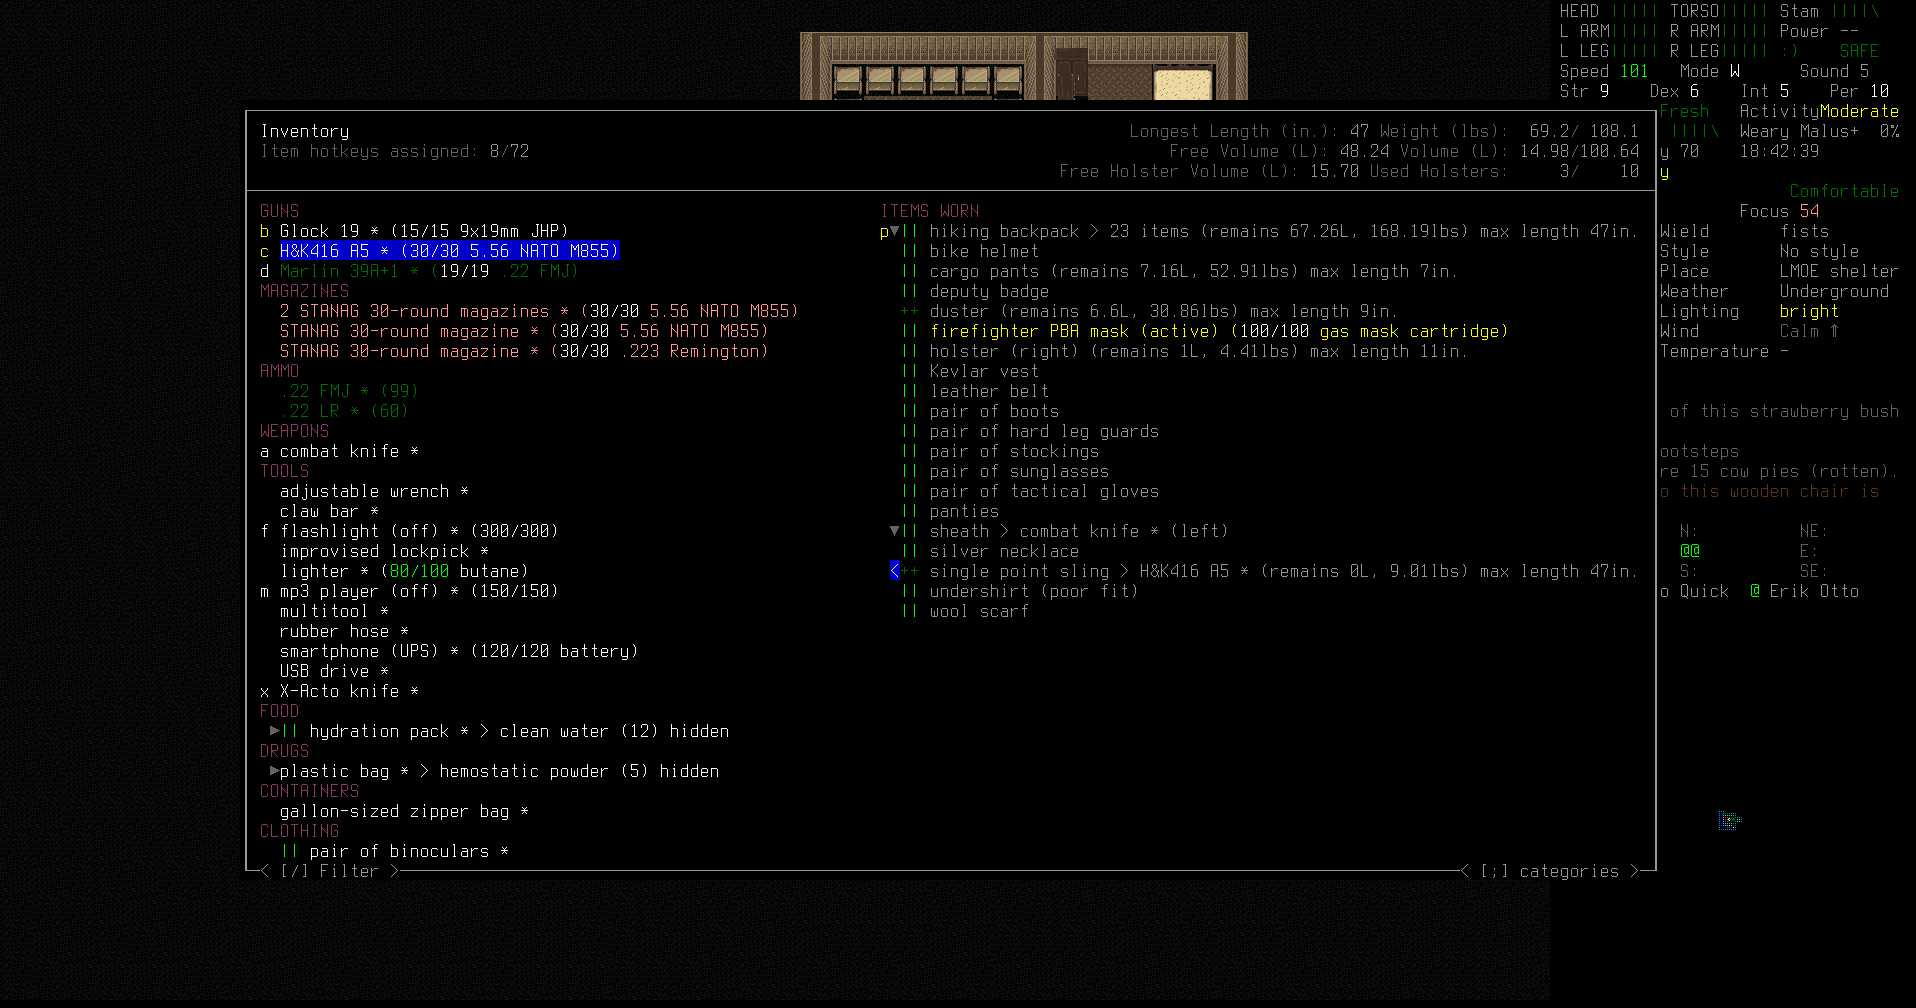 HEAD ||||| TORSO||||| Stam ||||\
L ARM||||| R ARM||||| Power --
L LEG||||| R LEG||||| :) SAFE
Speed 101 Mode W Sound 5
Str 9 Dex 6 Int 5 Per 10
Fresh ActivityModerate
||||\ Weary Malus+ 0%
y 70 18:42:39
y
Comfortable
Focus 54
Wield fists
Style No style
Place LMOE shelter
Weather Underground
Lighting bright
Wind Calm ↑
Temperature -
of this strawberry bush
ootsteps
re 15 cow pies (rotten).
o this wooden chair is
N: NE:
@@ E:
S: SE:
o Quick @ Erik Otto
Inventory
Item hotkeys assigned: 8/72
Longest Length (in.): 47 Weight (lbs): 69.2/ 108.1
Free Volume (L): 48.24 Volume (L): 14.98/100.64
Free Holster Volume (L): 15.70 Used Holsters: 3/ 10
GUNS
b Glock 19 * (15/15 9x19mm JHP)
c H&K416 A5 * (30/30 5.56 NATO M855)
d Marlin 39A+1 * (19/19 .22 FMJ)
MAGAZINES
2 STANAG 30-round magazines * (30/30 5.56 NATO M855)
STANAG 30-round magazine * (30/30 5.56 NATO M855)
STANAG 30-round magazine * (30/30 .223 Remington)
AMMO
.22 FMJ * (99)
.22 LR * (60)
WEAPONS
a combat knife *
TOOLS
adjustable wrench *
claw bar *
f flashlight (off) * (300/300)
improvised lockpick *
lighter * (80/100 butane)
m mp3 player (off) * (150/150)
multitool *
rubber hose *
smartphone (UPS) * (120/120 battery)
USB drive *
x X-Acto knife *
FOOD
▶|| hydration pack * > clean water (12) hidden
DRUGS
▶plastic bag * > hemostatic powder (5) hidden
CONTAINERS
gallon-sized zipper bag *
CLOTHING
|| pair of binoculars *
ITEMS WORN
p▼|| hiking backpack > 23 items (remains 67.26L, 168.19lbs) max length 47in.
|| bike helmet
|| cargo pants (remains 7.16L, 52.91lbs) max length 7in.
|| deputy badge
++ duster (remains 6.6L, 30.86lbs) max length 9in.
|| firefighter PBA mask (active) (100/100 gas mask cartridge)
|| holster (right) (remains 1L, 4.41lbs) max length 11in.
|| Kevlar vest
|| leather belt
|| pair of boots
|| pair of hard leg guards
|| pair of stockings
|| pair of sunglasses
|| pair of tactical gloves
|| panties
▼|| sheath > combat knife * (left)
|| silver necklace
<++ single point sling > H&K416 A5 * (remains 0L, 9.01lbs) max length 47in.
|| undershirt (poor fit)
|| wool scarf
< [/] Filter >
< [;] categories >